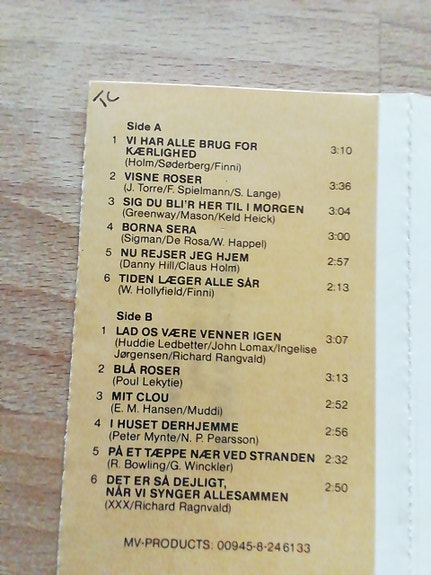 TC
Side A
1 VI HAR ALLE BRUG FOR
KÆRLIGHED 3:10
(Holm/Søderberg/Finni)
2 VISNE ROSER 3:36
(J. Torre/F. Spielmann/S. Lange)
3 SIG DU BLI'R HER TIL I MORGEN 3:04
(Greenway/Mason/Keld Heick)
4 BORNA SERA 3:00
(Sigman/De Rosa/W. Happel)
5 NU REJSER JEG HJEM 2:57
(Danny Hill/Claus Holm)
6 TIDEN LÆGER ALLE SÅR 2:13
(W. Hollyfield/Finni)
Side B
1 LAD OS VÆRE VENNER IGEN 3:07
(Huddie Ledbetter/John Lomax/Ingelise
Jørgensen/Richard Rangvald)
2 BLÅ ROSER 3:13
(Poul Lekytie)
3 MIT CLOU 2:52
(E. M. Hansen/Muddi)
4 I HUSET DERHJEMME 2:56
(Peter Mynte/N. P. Pearsson)
5 PÅ ET TÆPPE NÆR VED STRANDEN 2:32
(R. Bowling/G. Winckler)
6 DET ER SÅ DEJLIGT, 2:50
NÅR VI SYNGER ALLESAMMEN
(XXX/Richard Ragnvald)
MV-PRODUCTS: 00945-8-246133